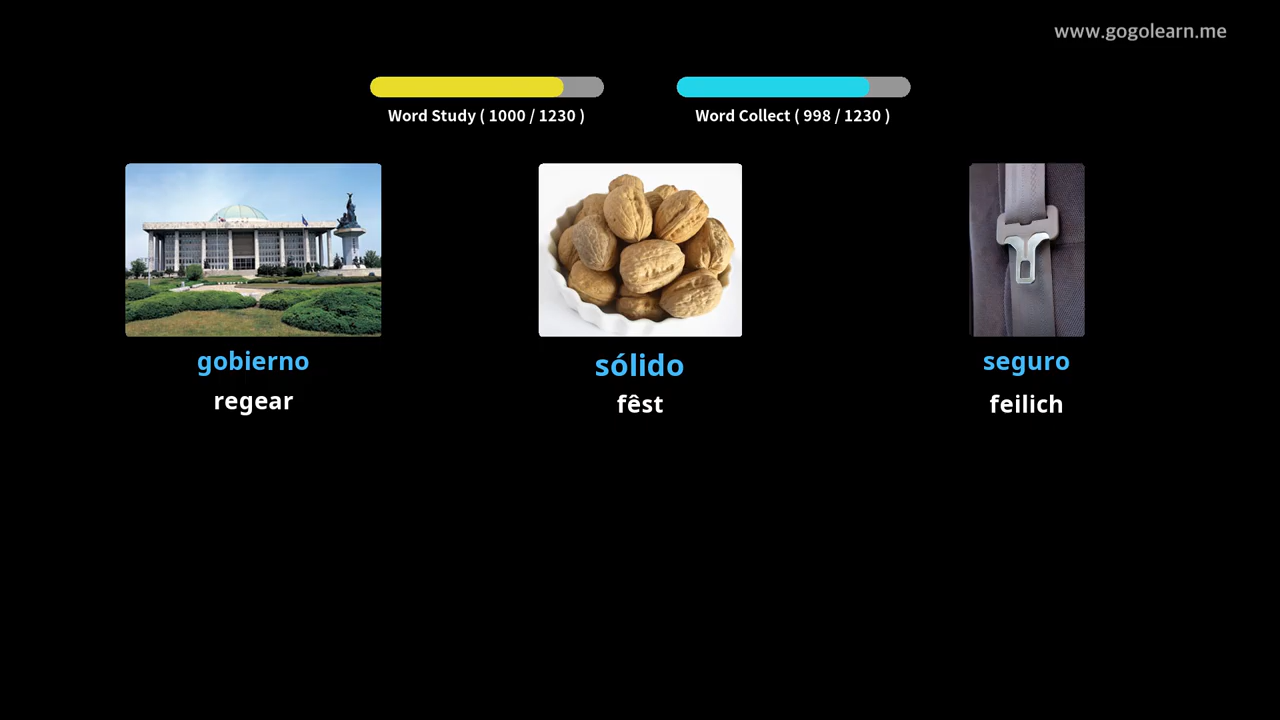 www.gogolearn.me
Word Study ( 1000 / 1230 )
Word Collect ( 998 / 1230 )
gobierno
regear
sólido
fêst
seguro
feilich